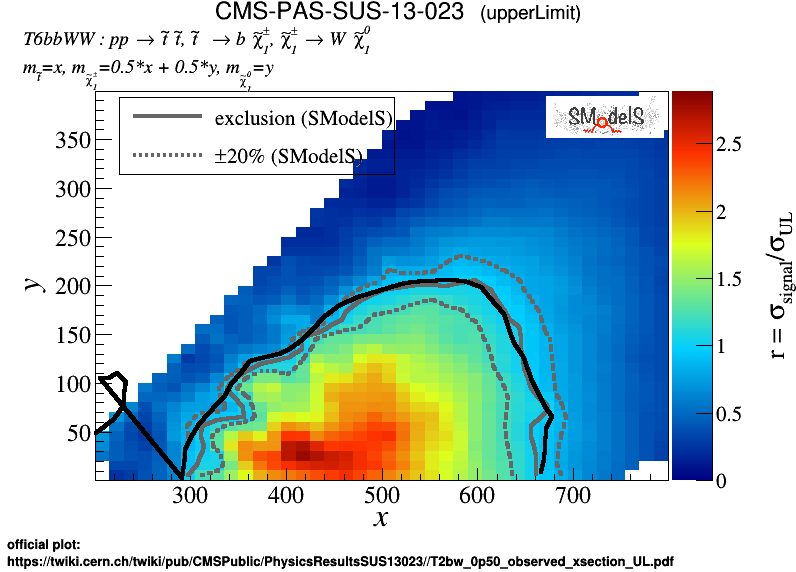 CMS-PAS-SUS-13-023 (upperLimit)
T6bbWW : pp → t̃ t̃, t̃ → b χ̃₁±, χ̃₁± → W χ̃₁⁰
m_t̃=x, m_χ̃₁±=0.5*x + 0.5*y, m_χ̃₁⁰=y
exclusion (SModelS)
±20% (SModelS)
SModelS
350
300
250
200
150
100
50
y
300 400 500 600 700
x
2.5
2
1.5
1
0.5
0
r = σ_signal/σ_UL
official plot:
https://twiki.cern.ch/twiki/pub/CMSPublic/PhysicsResultsSUS13023//T2bw_0p50_observed_xsection_UL.pdf